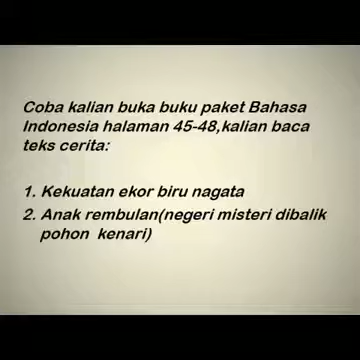 Coba kalian buka buku paket Bahasa
Indonesia halaman 45-48,kalian baca
teks cerita:
1. Kekuatan ekor biru nagata
2. Anak rembulan(negeri misteri dibalik
pohon kenari)